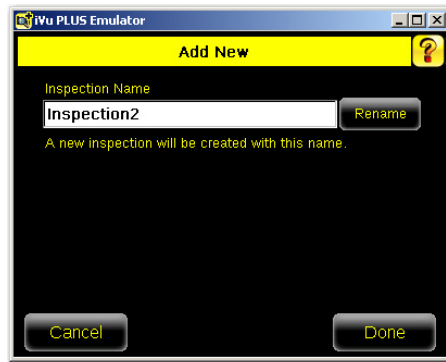 iVu PLUS Emulator
Add New
?
Inspection Name
Inspection2
Rename
A new inspection will be created with this name.
Cancel
Done